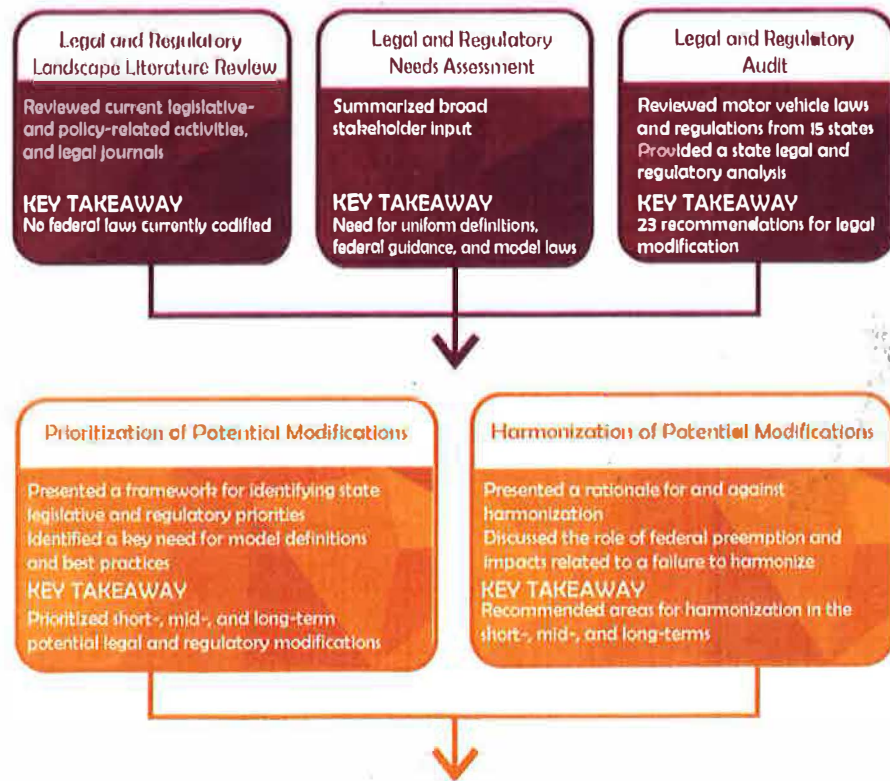 Legal and Regulatory
Landscape Literature Review
Reviewed current legislative-
and policy-related activities,
and legal journals
KEY TAKEAWAY
No federal laws currently codified
Legal and Regulatory
Needs Assessment
Summarized broad
stakeholder input
KEY TAKEAWAY
Need for uniform definitions,
federal guidance, and model laws
Legal and Regulatory
Audit
Reviewed motor vehicle laws
and regulations from 15 states
Provided a state legal and
regulatory analysis
KEY TAKEAWAY
23 recommendations for legal
modification
Prioritization of Potential Modifications
Presented a framework for identifying state
legislative and regulatory priorities
Identified a key need for model definitions
and best practices
KEY TAKEAWAY
Prioritized short-, mid-, and long-term
potential legal and regulatory modifications
Harmonization of Potential Modifications
Presented a rationale for and against
harmonization
Discussed the role of federal preemption and
impacts related to a failure to harmonize
KEY TAKEAWAY
Recommended areas for harmonization in the
short-, mid-, and long-terms